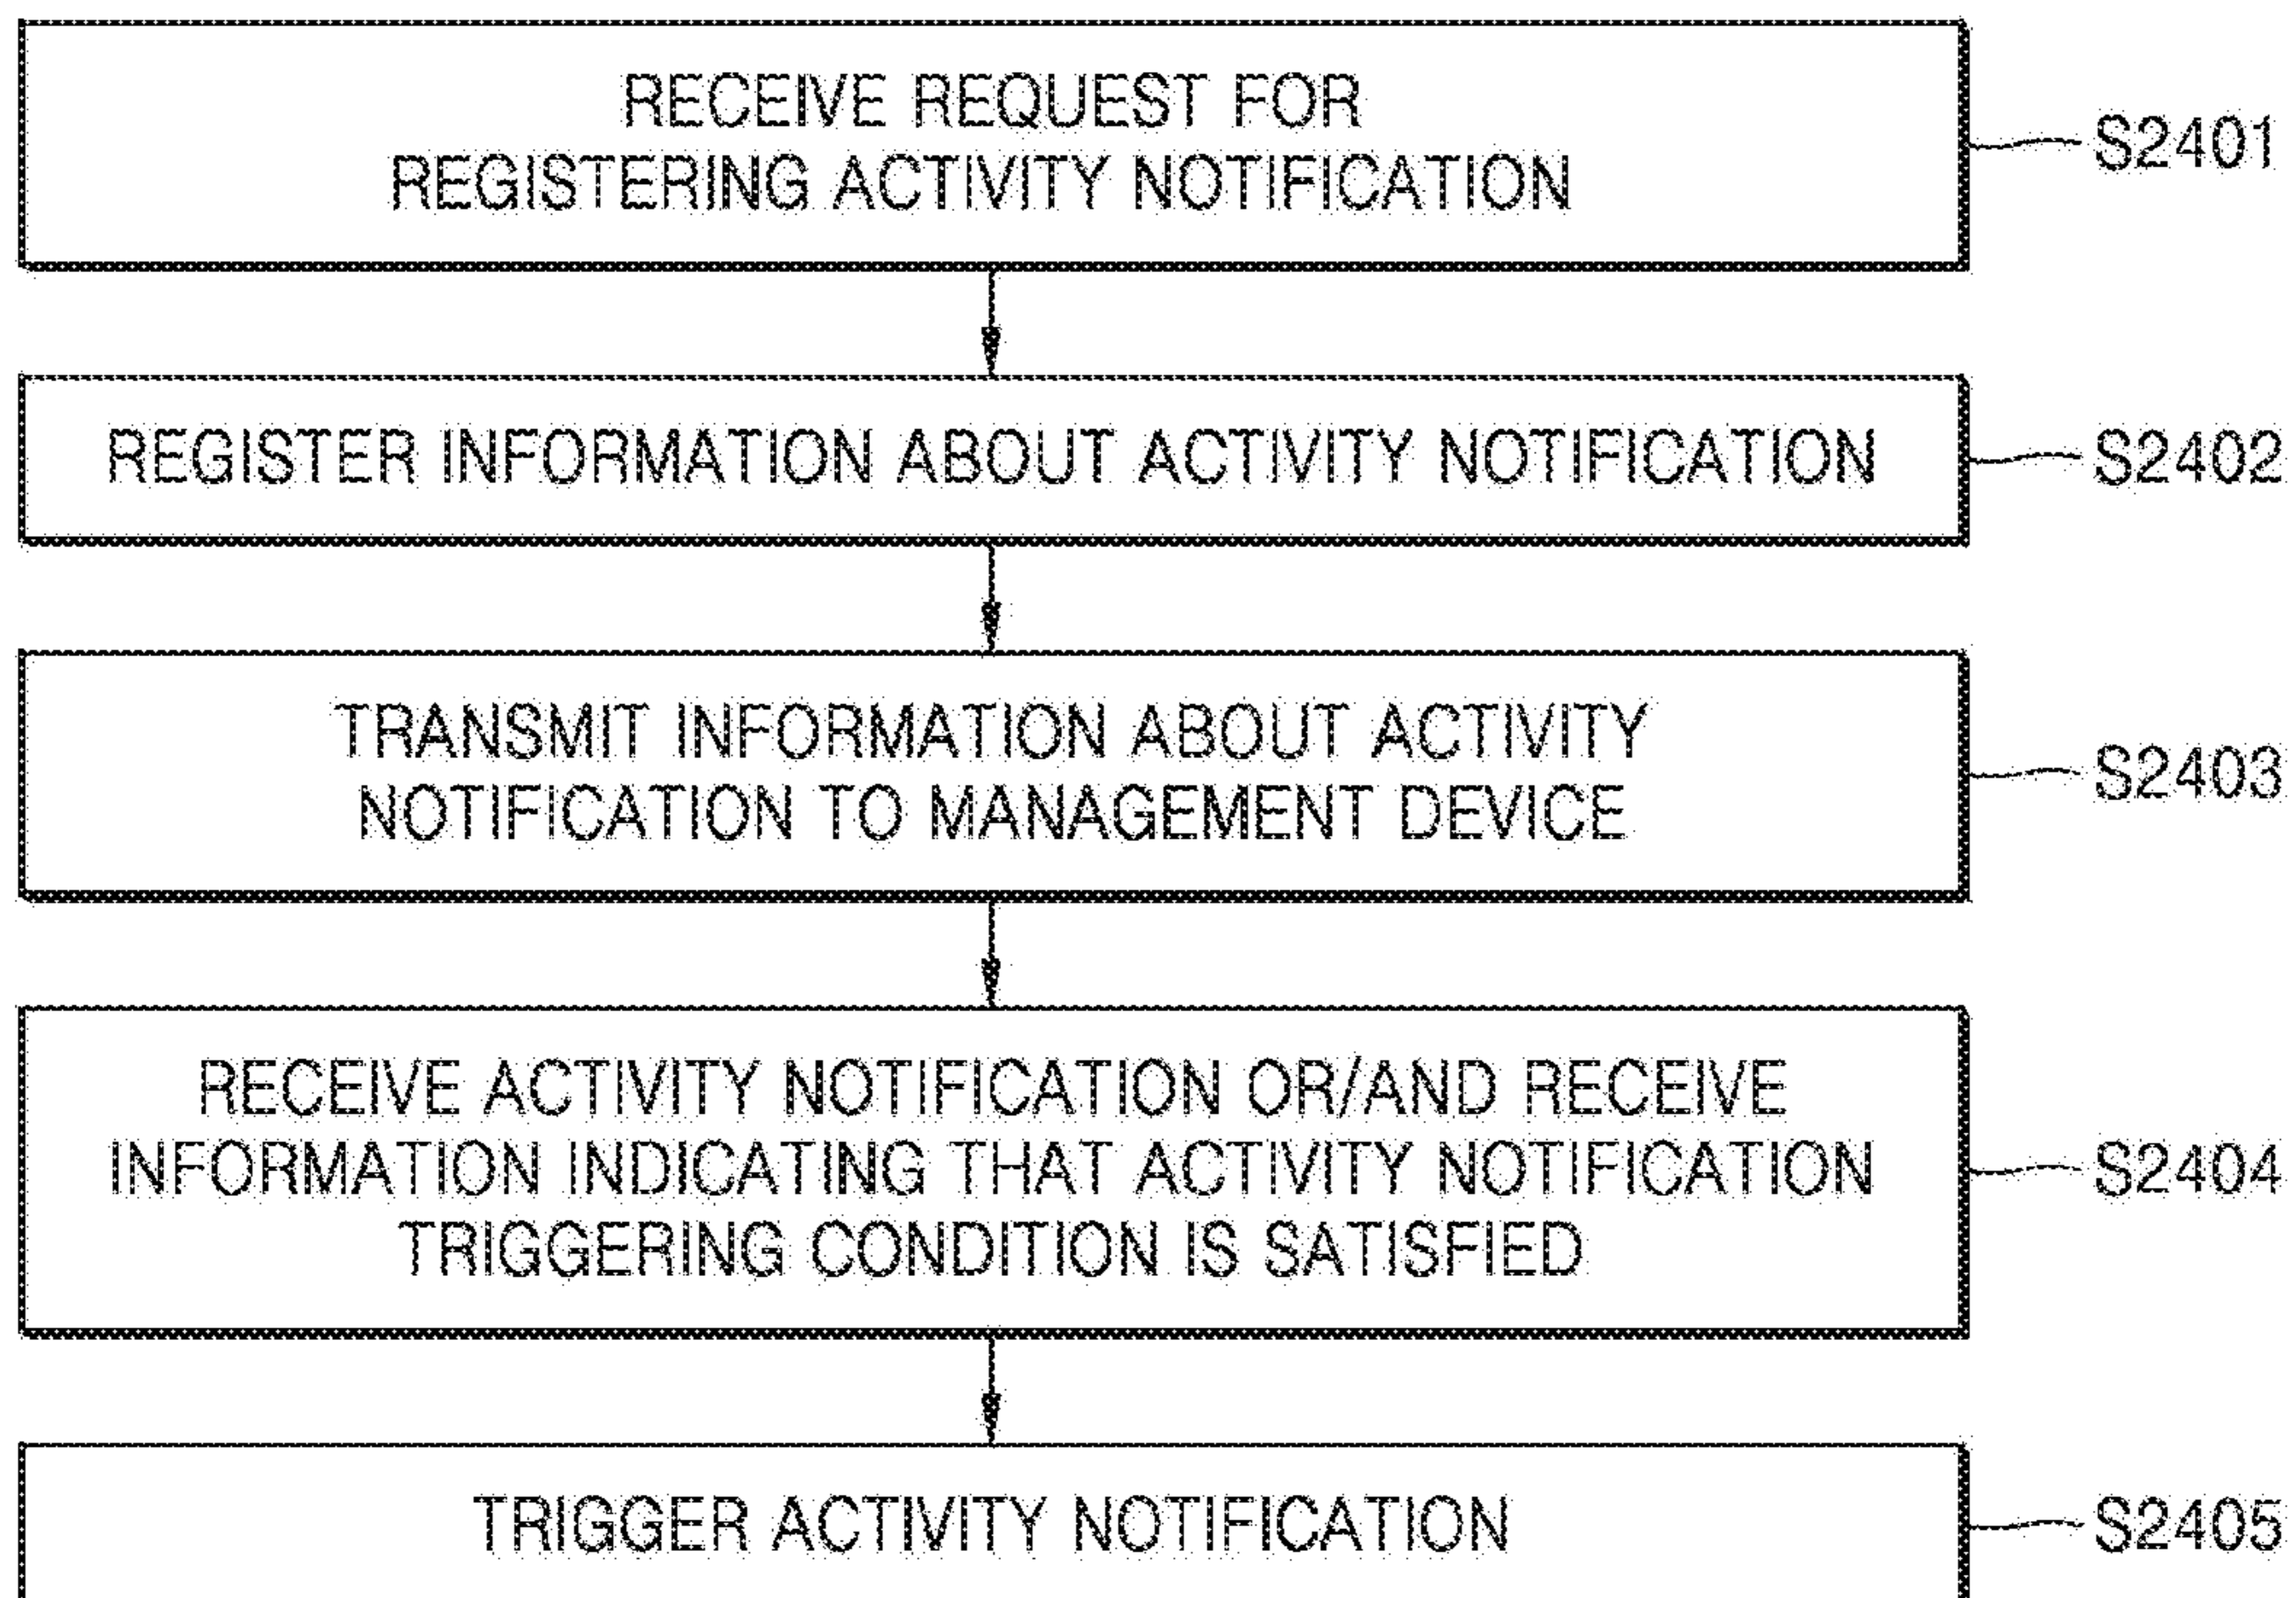 RECEIVE REQUEST FOR
REGISTERING ACTIVITY NOTIFICATION
S2401
REGISTER INFORMATION ABOUT ACTIVITY NOTIFICATION
S2402
TRANSMIT INFORMATION ABOUT ACTIVITY
NOTIFICATION TO MANAGEMENT DEVICE
S2403
RECEIVE ACTIVITY NOTIFICATION OR/AND RECEIVE
INFORMATION INDICATING THAT ACTIVITY NOTIFICATION
TRIGGERING CONDITION IS SATISFIED
S2404
TRIGGER ACTIVITY NOTIFICATION
S2405